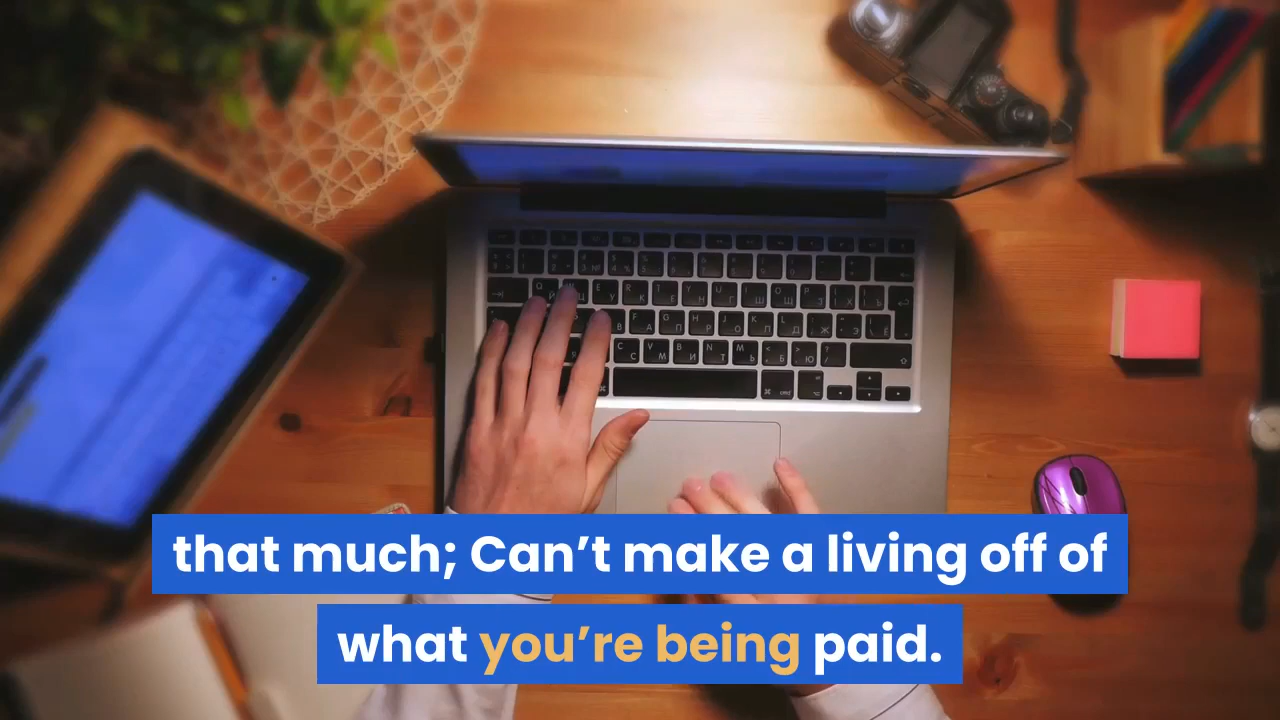 that much; Can’t make a living off of
what you’re being paid.